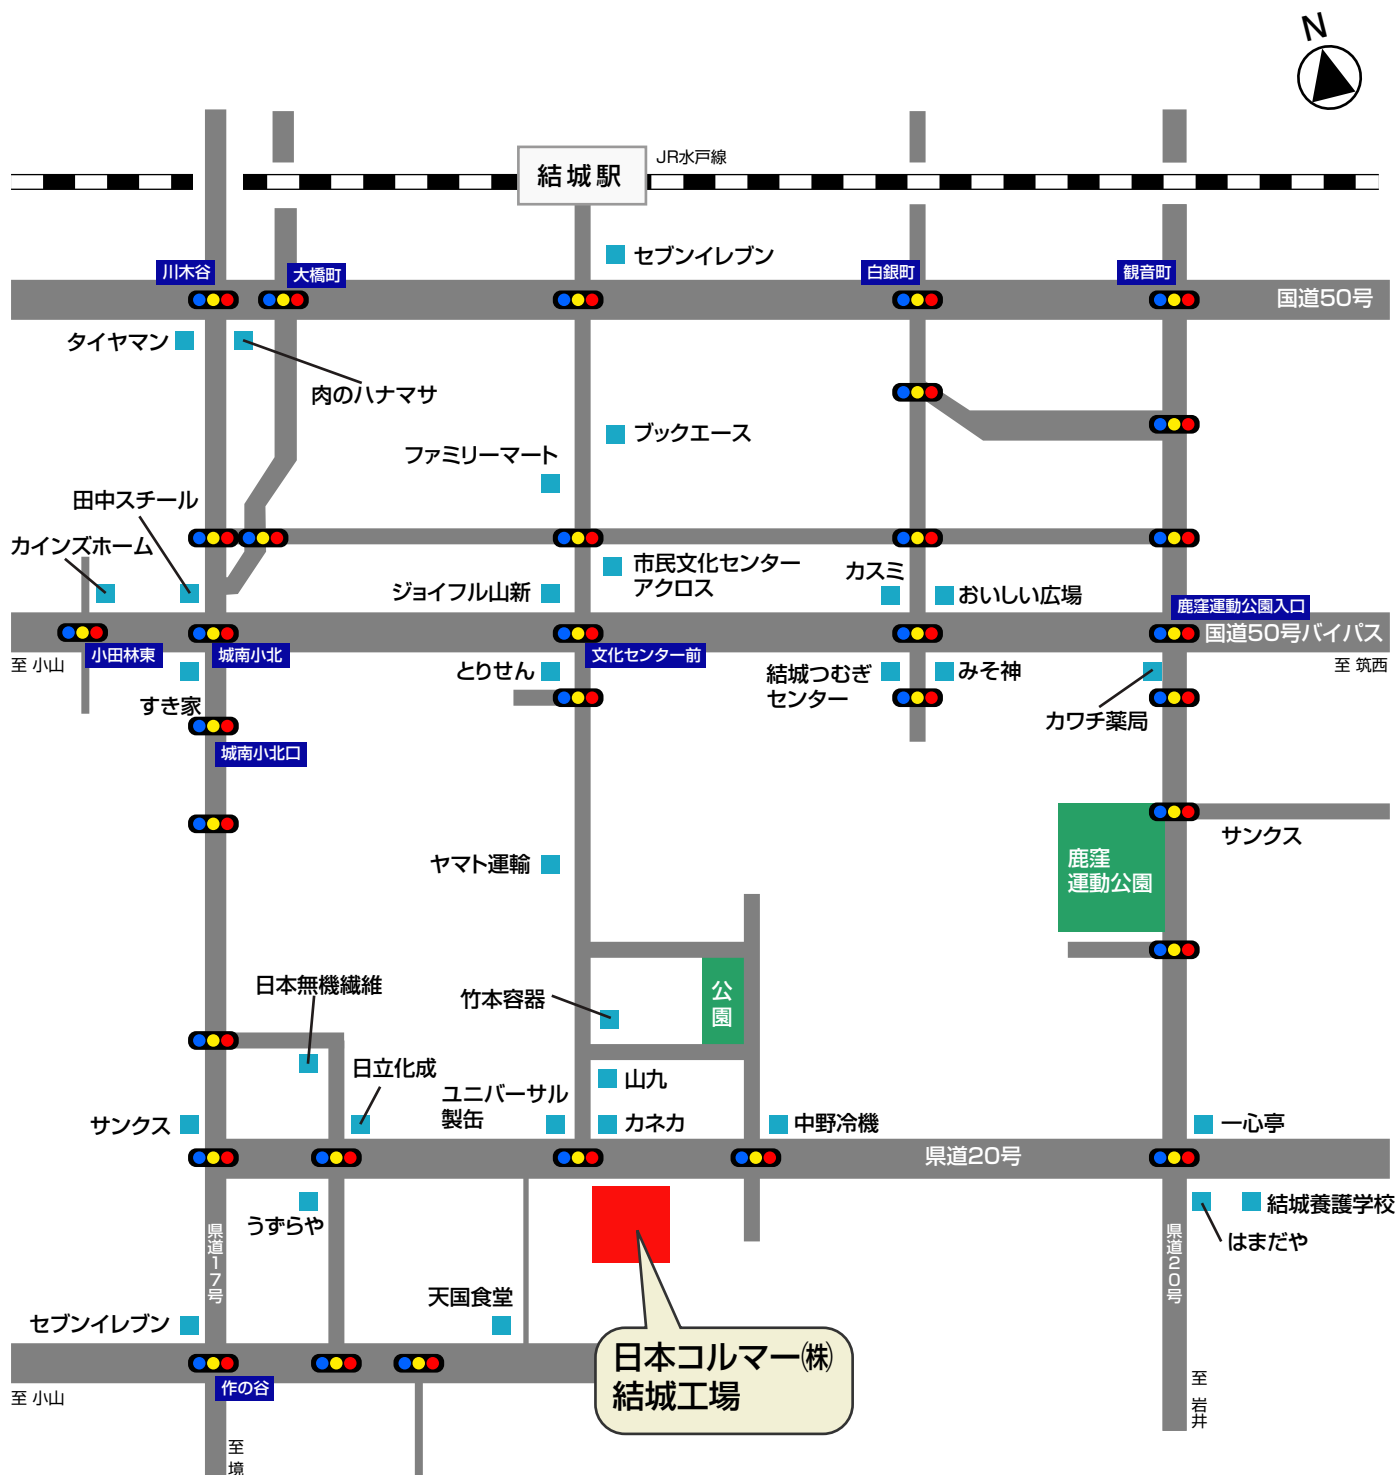 N
JR水戸線
結城駅
セブンイレブン
川木谷
大橋町
白銀町
観音町
国道50号
タイヤマン
肉のハナマサ
ブックエース
ファミリーマート
田中スチール
カインズホーム
市民文化センター
アクロス
カスミ
ジョイフル山新
おいしい広場
鹿窪運動公園入口
国道50号バイパス
至 小山
小田林東
城南小北
文化センター前
至 筑西
とりせん
結城つむぎ
センター
みそ神
すき家
カワチ薬局
城南小北口
サンクス
ヤマト運輸
鹿窪
運動公園
日本無機繊維
竹本容器
公園
日立化成
山九
ユニバーサル
製缶
サンクス
カネカ
中野冷機
一心亭
県道20号
うずらや
結城養護学校
はまだや
県道17号
県道20号
天国食堂
セブンイレブン
日本コルマー㈱
結城工場
作の谷
至 小山
至 岩井
至 境